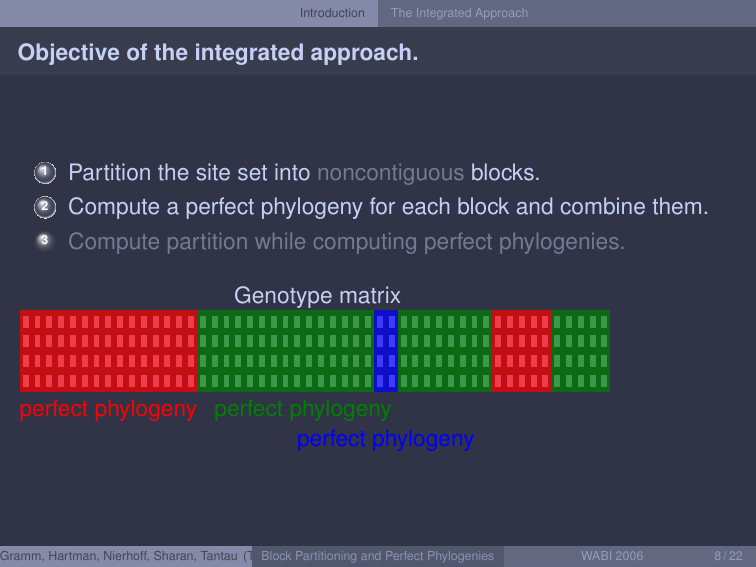 Introduction The Integrated Approach
Objective of the integrated approach.
1 Partition the site set into noncontiguous blocks.
2 Compute a perfect phylogeny for each block and combine them.
3 Compute partition while computing perfect phylogenies.
Genotype matrix
perfect phylogeny perfect phylogeny
perfect phylogeny
Gramm, Hartman, Nierhoff, Sharan, Tantau (T Block Partitioning and Perfect Phylogenies WABI 2006 8 / 22